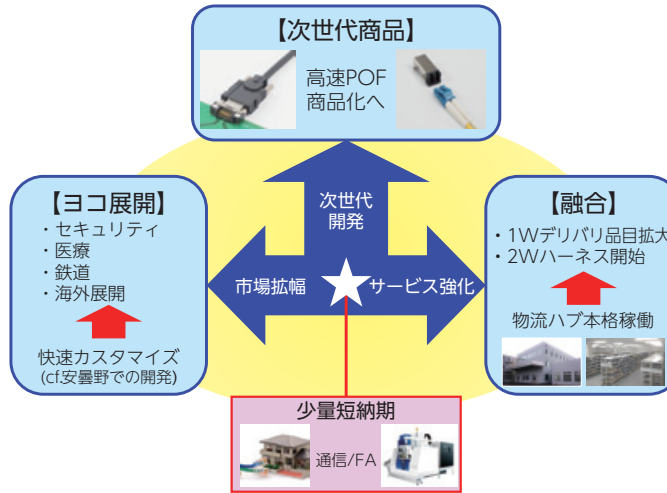 【次世代商品】
高速POF
商品化へ
【ヨコ展開】
・セキュリティ
・医療
・鉄道
・海外展開
快速カスタマイズ
(cf.安曇野での開発)
次世代
開発
市場拡幅
サービス強化
【融合】
・1Wデリバリ品目拡大
・2Wハーネス開始
物流ハブ本格稼働
少量短納期
通信/FA